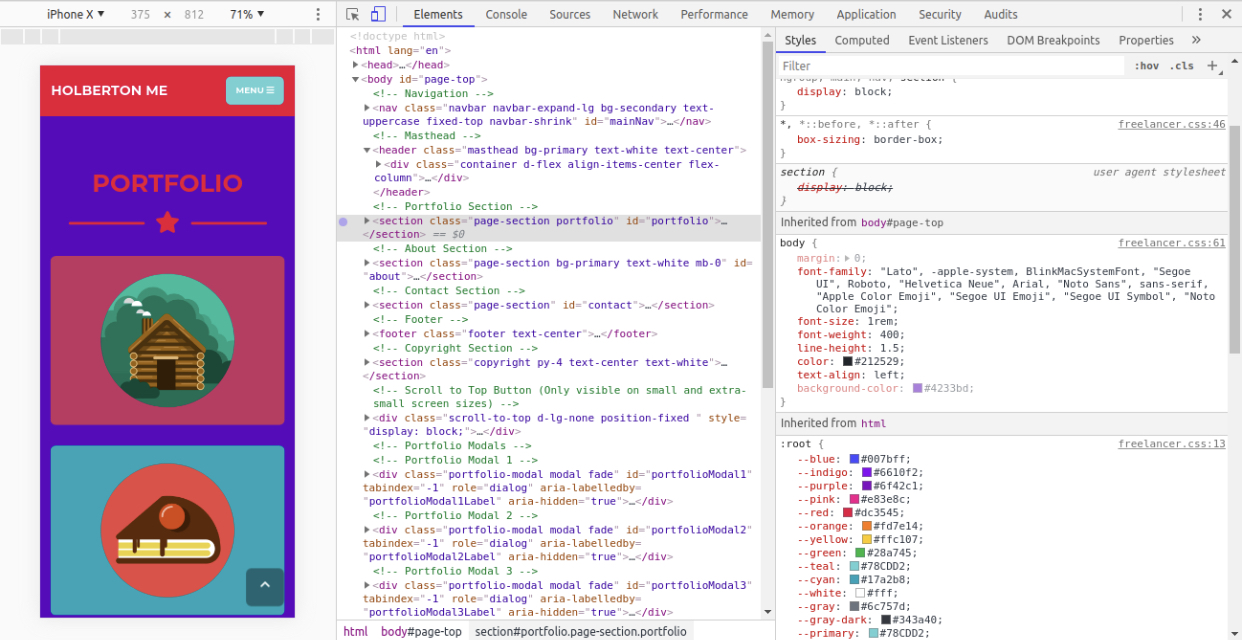 iPhone X ▼ 375 × 812 71% ▼
Elements Console Sources Network Performance Memory Application Security Audits
HOLBERTON ME
MENU ☰
PORTFOLIO
<!doctype html>
<html lang="en">
<head>…</head>
<body id="page-top">
<!-- Navigation -->
<nav class="navbar navbar-expand-lg bg-secondary text-
uppercase fixed-top navbar-shrink" id="mainNav">…</nav>
<!-- Masthead -->
<header class="masthead bg-primary text-white text-center">
<div class="container d-flex align-items-center flex-
column">…</div>
</header>
<!-- Portfolio Section -->
<section class="page-section portfolio" id="portfolio">…
</section> == $0
<!-- About Section -->
<section class="page-section bg-primary text-white mb-0" id=
"about">…</section>
<!-- Contact Section -->
<section class="page-section" id="contact">…</section>
<!-- Footer -->
<footer class="footer text-center">…</footer>
<!-- Copyright Section -->
<section class="copyright py-4 text-center text-white">…
</section>
<!-- Scroll to Top Button (Only visible on small and extra-
small screen sizes) -->
<div class="scroll-to-top d-lg-none position-fixed " style=
"display: block;">…</div>
<!-- Portfolio Modals -->
<!-- Portfolio Modal 1 -->
<div class="portfolio-modal modal fade" id="portfolioModal1"
tabindex="-1" role="dialog" aria-labelledby=
"portfolioModal1Label" aria-hidden="true">…</div>
<!-- Portfolio Modal 2 -->
<div class="portfolio-modal modal fade" id="portfolioModal2"
tabindex="-1" role="dialog" aria-labelledby=
"portfolioModal2Label" aria-hidden="true">…</div>
<!-- Portfolio Modal 3 -->
<div class="portfolio-modal modal fade" id="portfolioModal3"
tabindex="-1" role="dialog" aria-labelledby=
"portfolioModal3Label" aria-hidden="true">…</div>
html body#page-top section#portfolio.page-section.portfolio
Styles Computed Event Listeners DOM Breakpoints Properties »
Filter :hov .cls +
main, nav, section {
display: block;
}
*, *::before, *::after { freelancer.css:46
box-sizing: border-box;
}
section { user agent stylesheet
display: block;
}
Inherited from body#page-top
body { freelancer.css:61
margin: 0;
font-family: "Lato", -apple-system, BlinkMacSystemFont, "Segoe
UI", Roboto, "Helvetica Neue", Arial, "Noto Sans", sans-serif,
"Apple Color Emoji", "Segoe UI Emoji", "Segoe UI Symbol", "Noto
Color Emoji";
font-size: 1rem;
font-weight: 400;
line-height: 1.5;
color: #212529;
text-align: left;
background-color: #4233bd;
}
Inherited from html
:root { freelancer.css:13
--blue: #007bff;
--indigo: #6610f2;
--purple: #6f42c1;
--pink: #e83e8c;
--red: #dc3545;
--orange: #fd7e14;
--yellow: #ffc107;
--green: #28a745;
--teal: #78CDD2;
--cyan: #17a2b8;
--white: #fff;
--gray: #6c757d;
--gray-dark: #343a40;
--primary: #78CDD2;